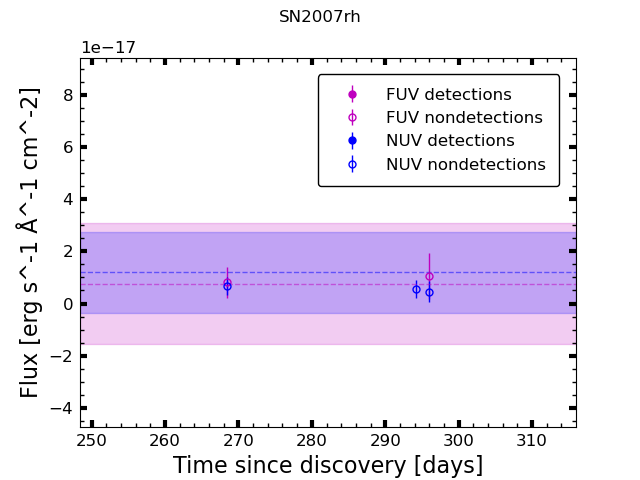 SN2007rh
1e−17
8
6
4
2
0
−2
−4
Flux [erg s^-1 Å^-1 cm^-2]
FUV detections
FUV nondetections
NUV detections
NUV nondetections
250 260 270 280 290 300 310
Time since discovery [days]